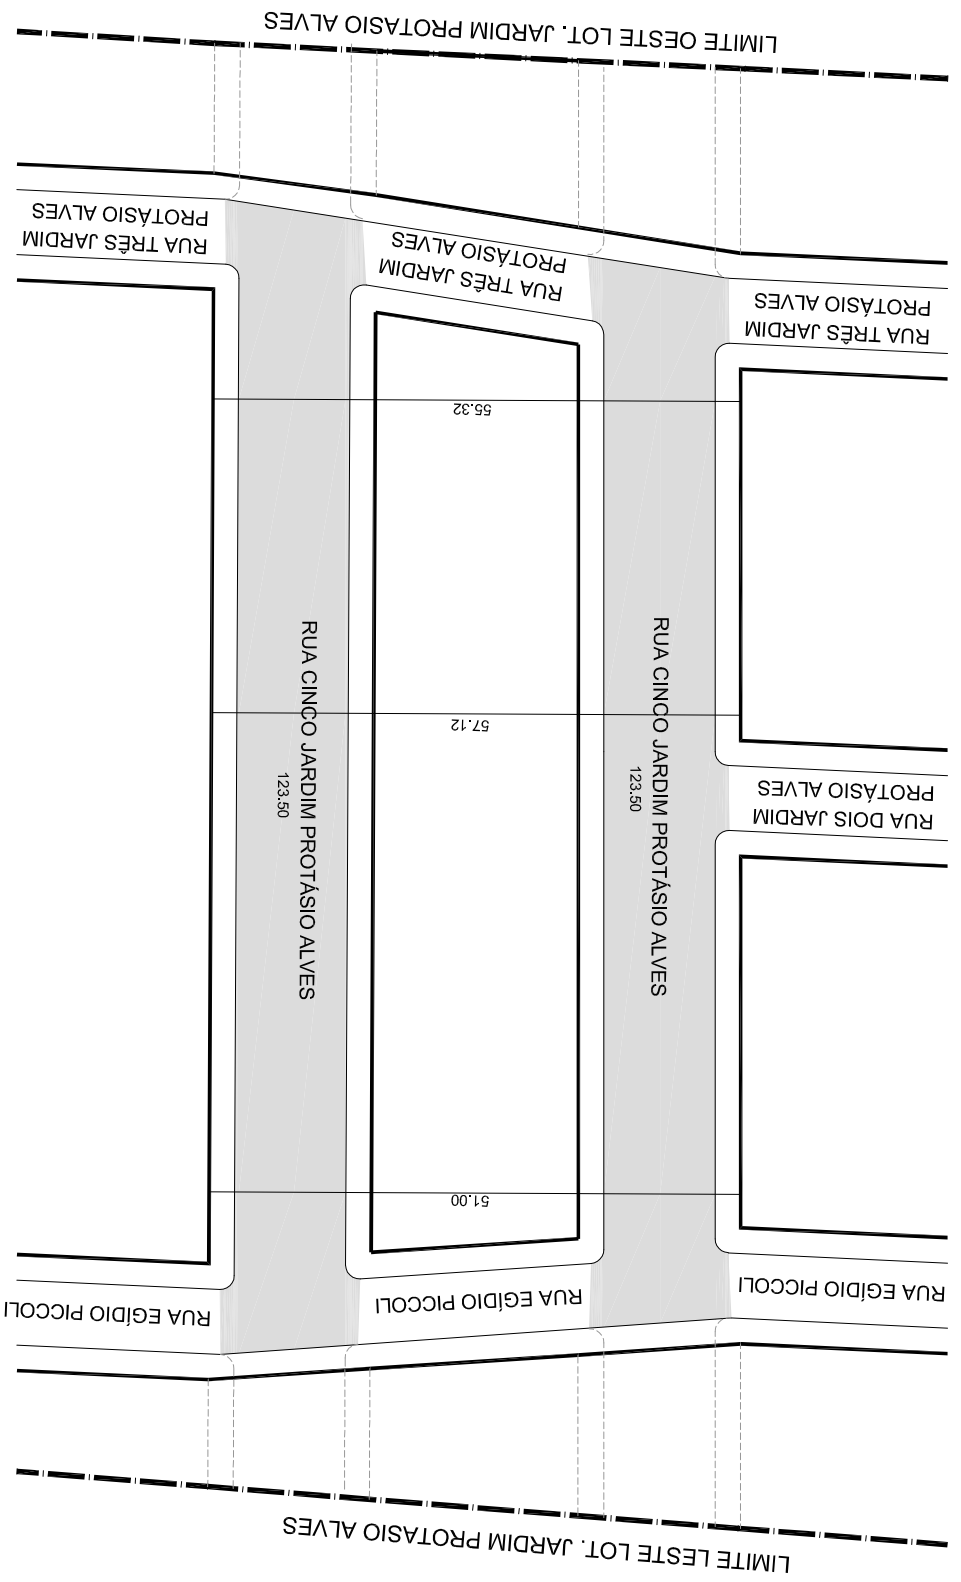 LIMITE OESTE LOT. JARDIM PROTASIO ALVES
RUA TRÊS JARDIM
PROTÁSIO ALVES
RUA TRÊS JARDIM
PROTÁSIO ALVES
RUA TRÊS JARDIM
PROTÁSIO ALVES
55.32
RUA CINCO JARDIM PROTÁSIO ALVES
123.50
57.12
RUA CINCO JARDIM PROTÁSIO ALVES
123.50
RUA DOIS JARDIM
PROTÁSIO ALVES
51.00
RUA EGÍDIO PICCOLI
RUA EGÍDIO PICCOLI
RUA EGÍDIO PICCOLI
LIMITE LESTE LOT. JARDIM PROTASIO ALVES